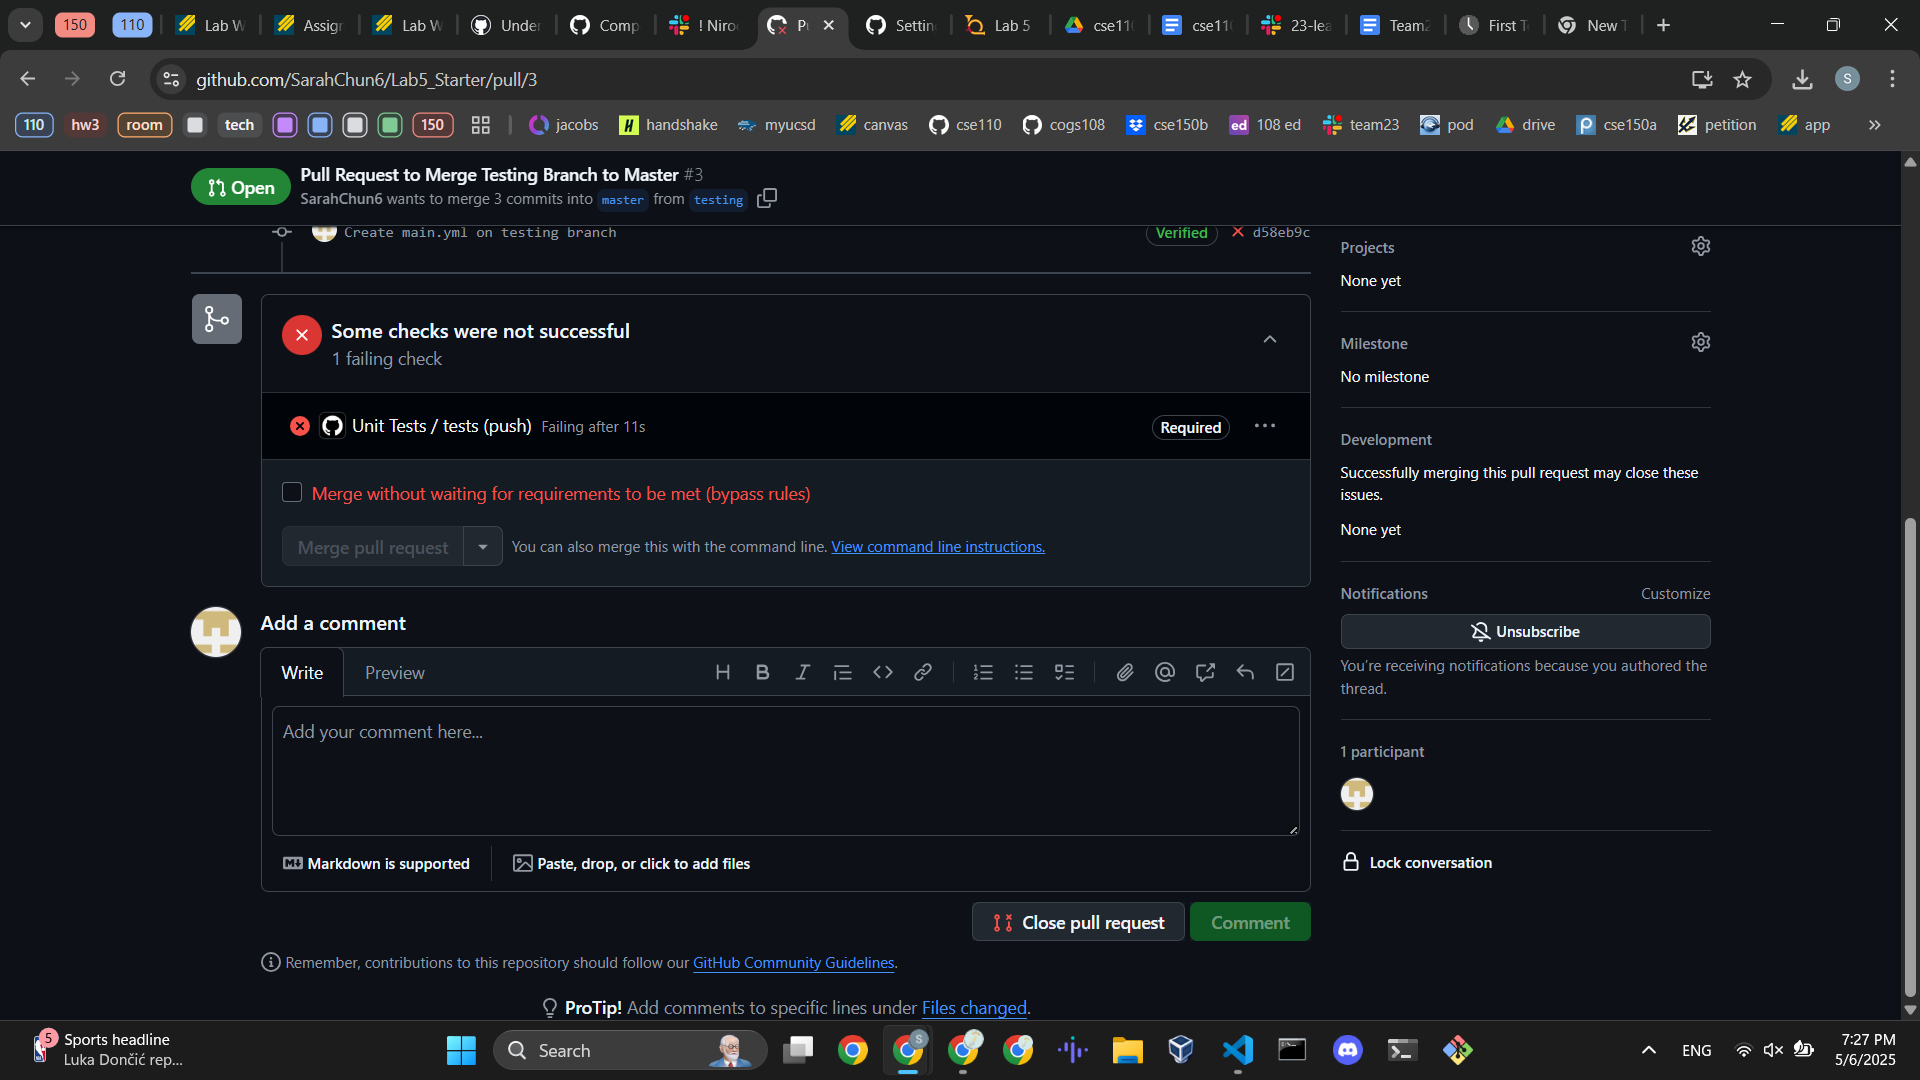 150
110
Lab W
Assig
Lab W
Under
Comp
! Niro
P
Settin
Lab 5
cse11
cse11
23-lea
Team2
First T
New T
github.com/SarahChun6/Lab5_Starter/pull/3
S
110
hw3
room
tech
150
jacobs
handshake
myucsd
canvas
cse110
cogs108
cse150b
ed 108 ed
team23
pod
drive
cse150a
petition
app
Open
Pull Request to Merge Testing Branch to Master #3
SarahChun6 wants to merge 3 commits into master from testing
Create main.yml on testing branch
Verified
d58eb9c
Some checks were not successful
1 failing check
Unit Tests / tests (push) Failing after 11s
Required
Merge without waiting for requirements to be met (bypass rules)
Merge pull request
You can also merge this with the command line. View command line instructions.
Add a comment
Write
Preview
Add your comment here...
Markdown is supported
Paste, drop, or click to add files
Close pull request
Comment
Remember, contributions to this repository should follow our GitHub Community Guidelines.
ProTip! Add comments to specific lines under Files changed.
Projects
None yet
Milestone
No milestone
Development
Successfully merging this pull request may close these
issues.
None yet
Notifications
Customize
Unsubscribe
You're receiving notifications because you authored the
thread.
1 participant
Lock conversation
5
Sports headline
Luka Dončić rep...
Search
S
ENG
7:27 PM
5/6/2025